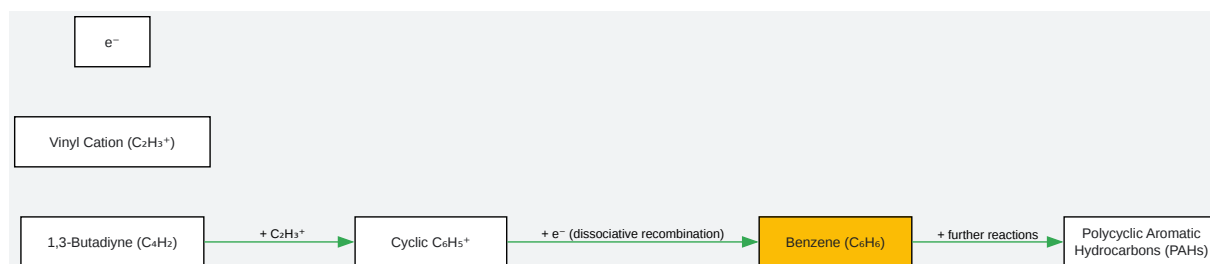 e⁻
Vinyl Cation (C₂H₃⁺)
1,3-Butadiyne (C₄H₂)
+ C₂H₃⁺
Cyclic C₆H₅⁺
+ e⁻ (dissociative recombination)
Benzene (C₆H₆)
+ further reactions
Polycyclic Aromatic
Hydrocarbons (PAHs)